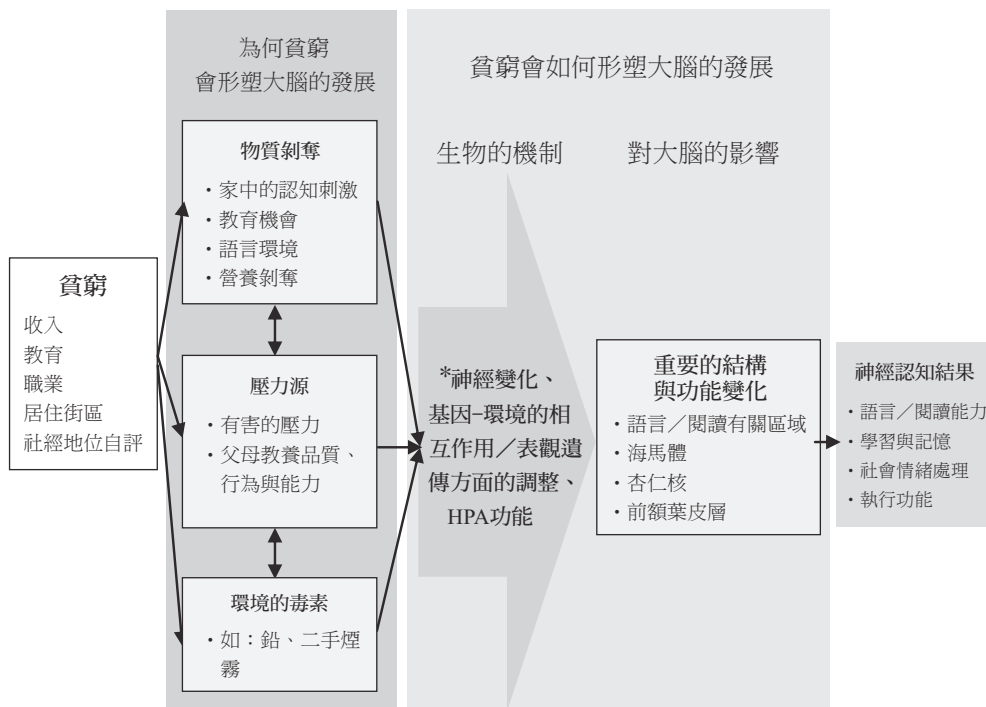 為何貧窮
會形塑大腦的發展
貧窮會如何形塑大腦的發展
生物的機制
對大腦的影響
貧窮
收入
教育
職業
居住街區
社經地位自評
物質剝奪
・家中的認知刺激
・教育機會
・語言環境
・營養剝奪
壓力源
・有害的壓力
・父母教養品質、
行為與能力
環境的毒素
・如：鉛、二手煙
霧
*神經變化、
基因–環境的相
互作用／表觀遺
傳方面的調整、
HPA功能
重要的結構
與功能變化
・語言／閱讀有關區域
・海馬體
・杏仁核
・前額葉皮層
神經認知結果
・語言／閱讀能力
・學習與記憶
・社會情緒處理
・執行功能